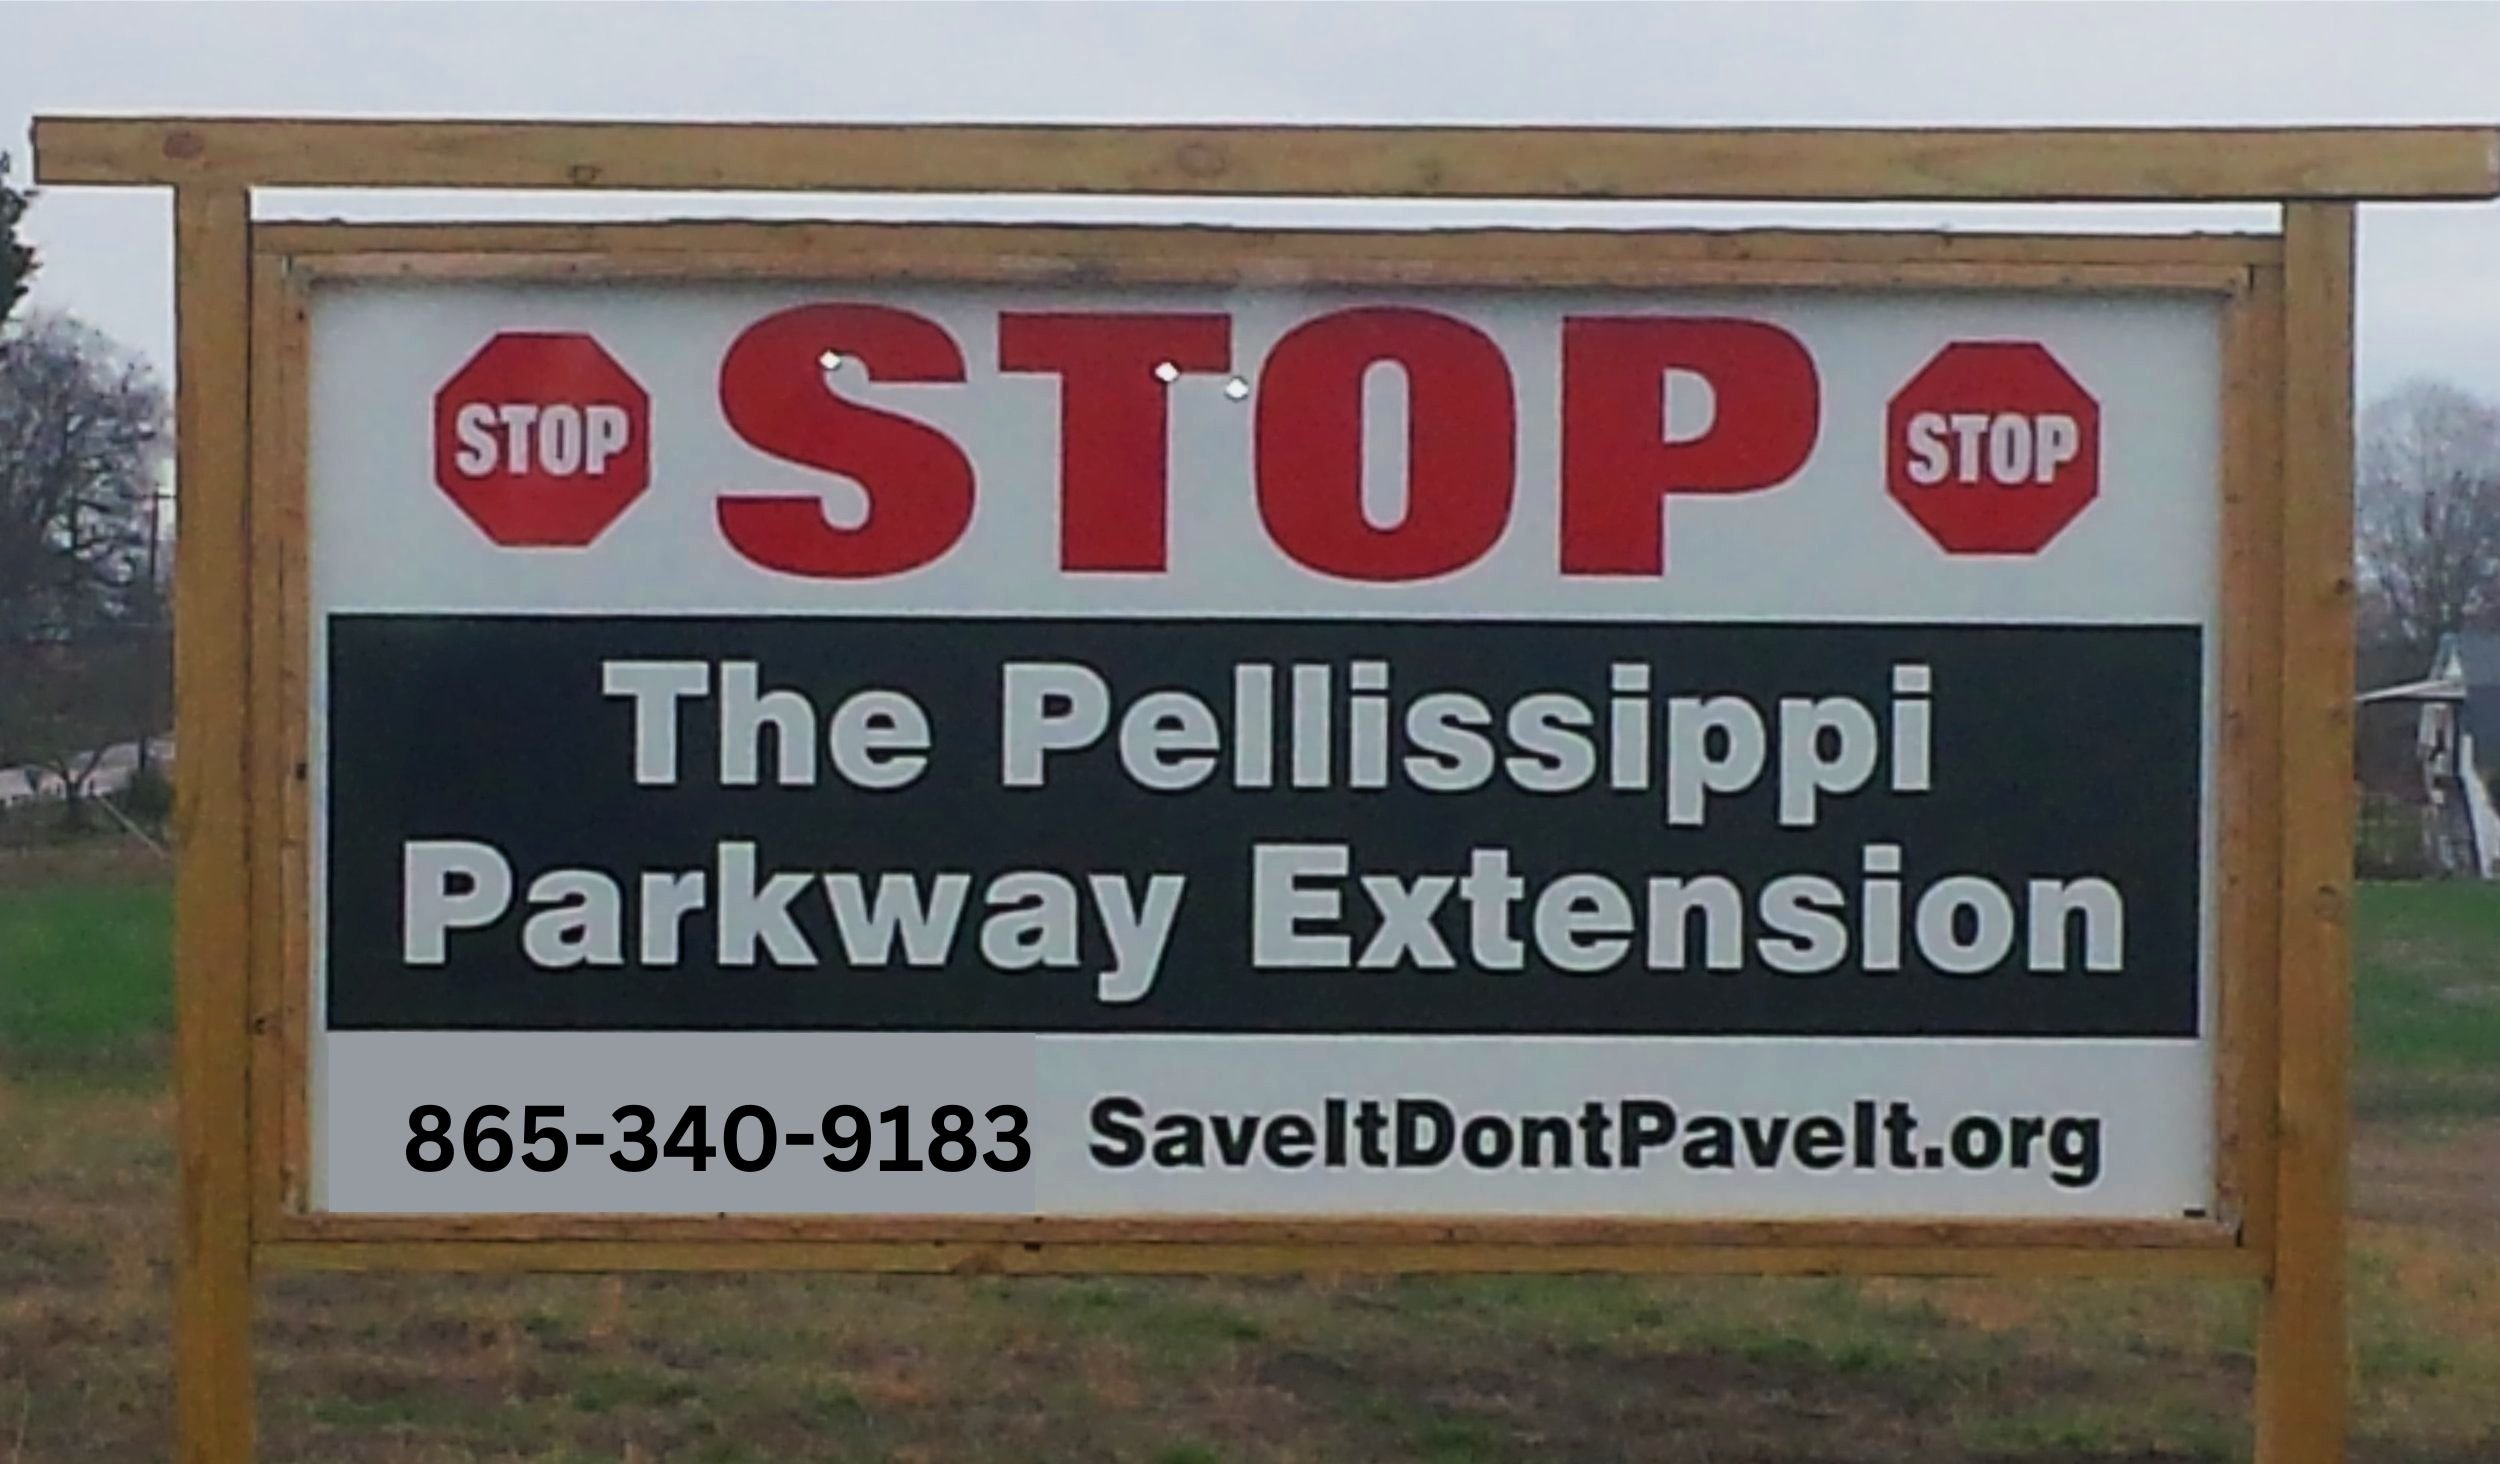 STOP STOP STOP
The Pellissippi
Parkway Extension
865-340-9183 SaveItDontPaveIt.org